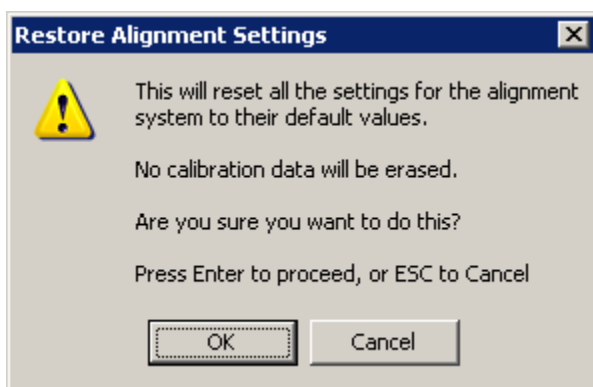 Restore Alignment Settings
This will reset all the settings for the alignment
system to their default values.
No calibration data will be erased.
Are you sure you want to do this?
Press Enter to proceed, or ESC to Cancel
OK
Cancel